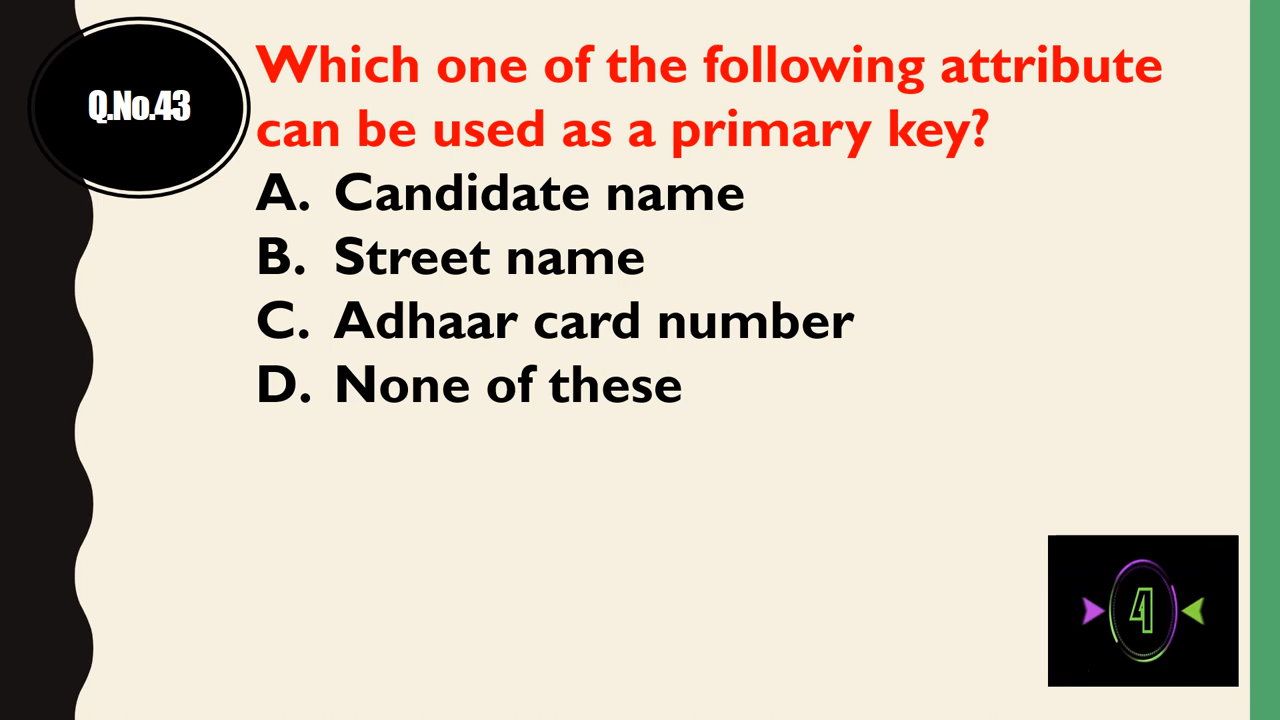 Q.No.43
Which one of the following attribute
can be used as a primary key?
A. Candidate name
B. Street name
C. Adhaar card number
D. None of these
4